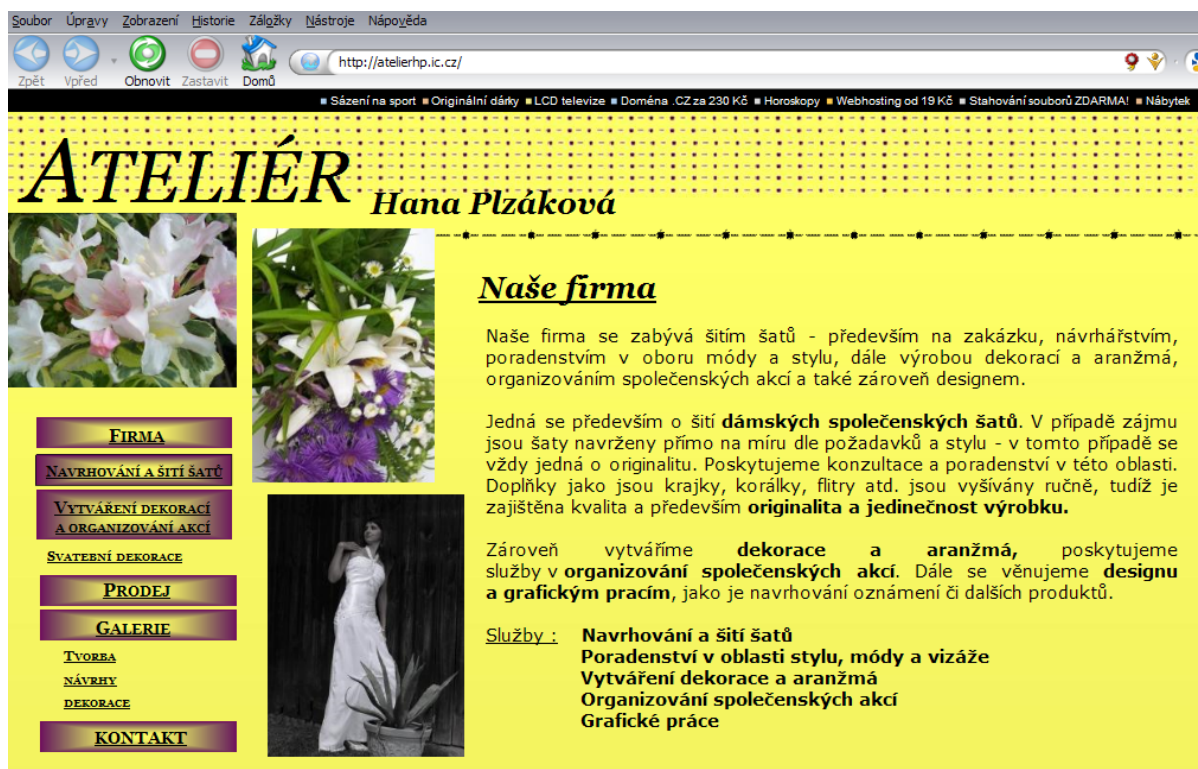 Soubor Úpravy Zobrazení Historie Záložky Nástroje Nápověda
Zpět Vpřed Obnovit Zastavit Domů
http://atelierhp.ic.cz/
Sázení na sport Originální dárky LCD televize Doména .CZ za 230 Kč Horoskopy Webhosting od 19 Kč Stahování souborů ZDARMA! Nábytek
ATELIÉR
Hana Plzáková
FIRMA
NAVRHOVÁNÍ A ŠITÍ ŠATŮ
VYTVÁŘENÍ DEKORACÍ
A ORGANIZOVÁNÍ AKCÍ
SVATEBNÍ DEKORACE
PRODEJ
GALERIE
TVORBA
NÁVRHY
DEKORACE
KONTAKT
Naše firma
Naše firma se zabývá šitím šatů - především na zakázku, návrhářstvím,
poradenstvím v oboru módy a stylu, dále výrobou dekorací a aranžmá,
organizováním společenských akcí a také zároveň designem.
Jedná se především o šití dámských společenských šatů. V případě zájmu
jsou šaty navrženy přímo na míru dle požadavků a stylu - v tomto případě se
vždy jedná o originalitu. Poskytujeme konzultace a poradenství v této oblasti.
Doplňky jako jsou krajky, korálky, flitry atd. jsou vyšívány ručně, tudíž je
zajištěna kvalita a především originalita a jedinečnost výrobku.
Zároveň vytváříme dekorace a aranžmá, poskytujeme
služby v organizování společenských akcí. Dále se věnujeme designu
a grafickým pracím, jako je navrhování oznámení či dalších produktů.
Služby : Navrhování a šití šatů
Poradenství v oblasti stylu, módy a vizáže
Vytváření dekorace a aranžmá
Organizování společenských akcí
Grafické práce